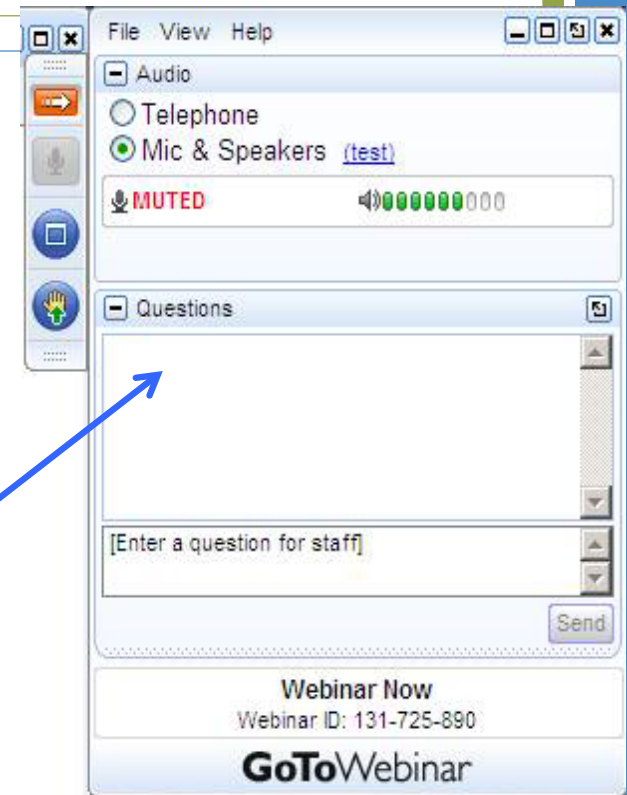 File View Help
Audio
Telephone
Mic & Speakers (test)
MUTED
Questions
[Enter a question for staff]
Send
Webinar Now
Webinar ID: 131-725-890
GoToWebinar